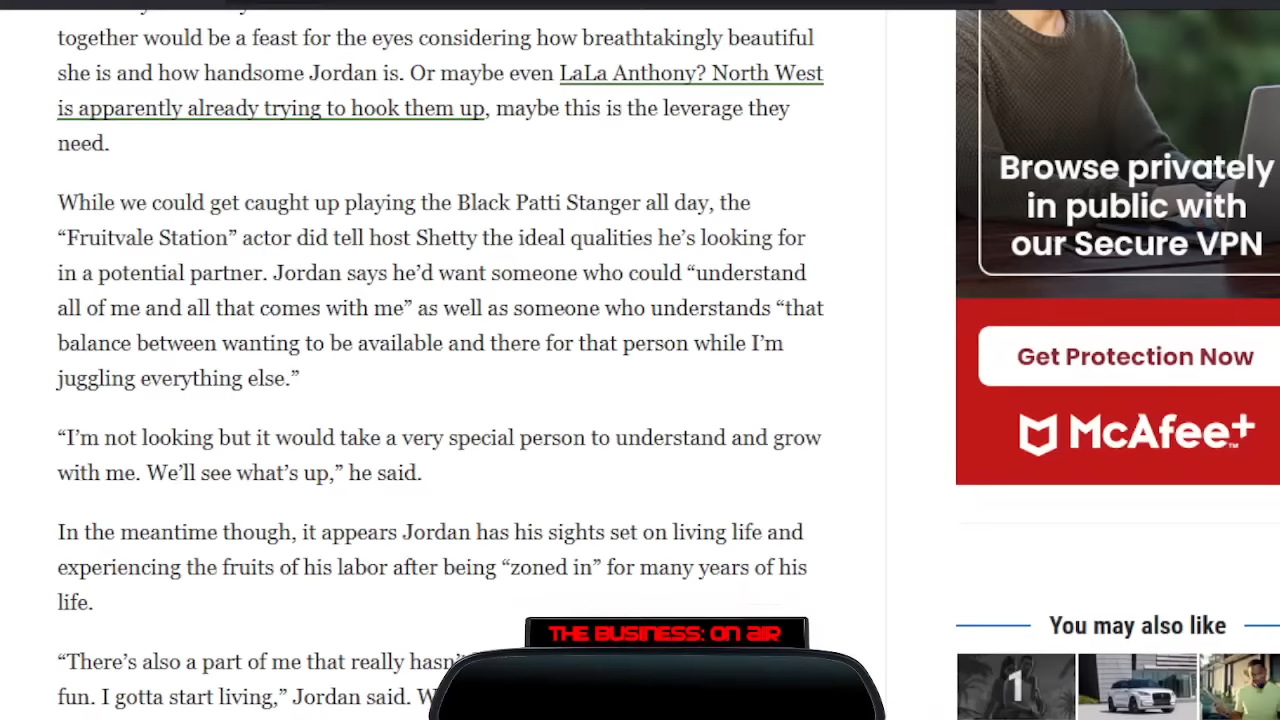 together would be a feast for the eyes considering how breathtakingly beautiful
she is and how handsome Jordan is. Or maybe even LaLa Anthony? North West
is apparently already trying to hook them up, maybe this is the leverage they
need.
While we could get caught up playing the Black Patti Stanger all day, the
“Fruitvale Station” actor did tell host Shetty the ideal qualities he’s looking for
in a potential partner. Jordan says he’d want someone who could “understand
all of me and all that comes with me” as well as someone who understands “that
balance between wanting to be available and there for that person while I’m
juggling everything else.”
“I’m not looking but it would take a very special person to understand and grow
with me. We’ll see what’s up,” he said.
In the meantime though, it appears Jordan has his sights set on living life and
experiencing the fruits of his labor after being “zoned in” for many years of his
life.
“There’s also a part of me that really hasn’
fun. I gotta start living,” Jordan said.
THE BUSINESS: ON AIR
Browse privately
in public with
our Secure VPN
Get Protection Now
McAfee+™
You may also like
1